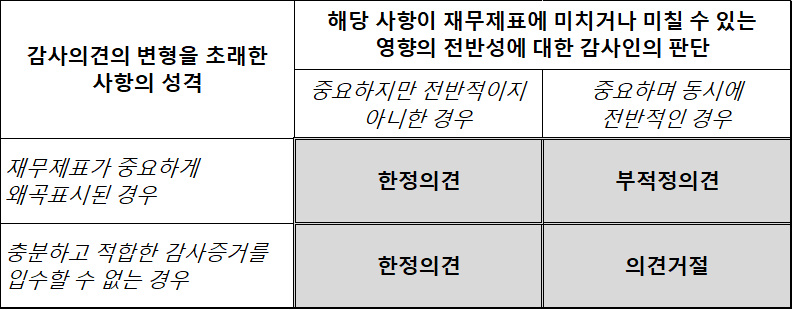 감사의견의 변형을 초래한
사항의 성격
해당 사항이 재무제표에 미치거나 미칠 수 있는
영향의 전반성에 대한 감사인의 판단
중요하지만 전반적이지
아니한 경우
중요하며 동시에
전반적인 경우
재무제표가 중요하게
왜곡표시된 경우
한정의견
부적정의견
충분하고 적합한 감사증거를
입수할 수 없는 경우
한정의견
의견거절